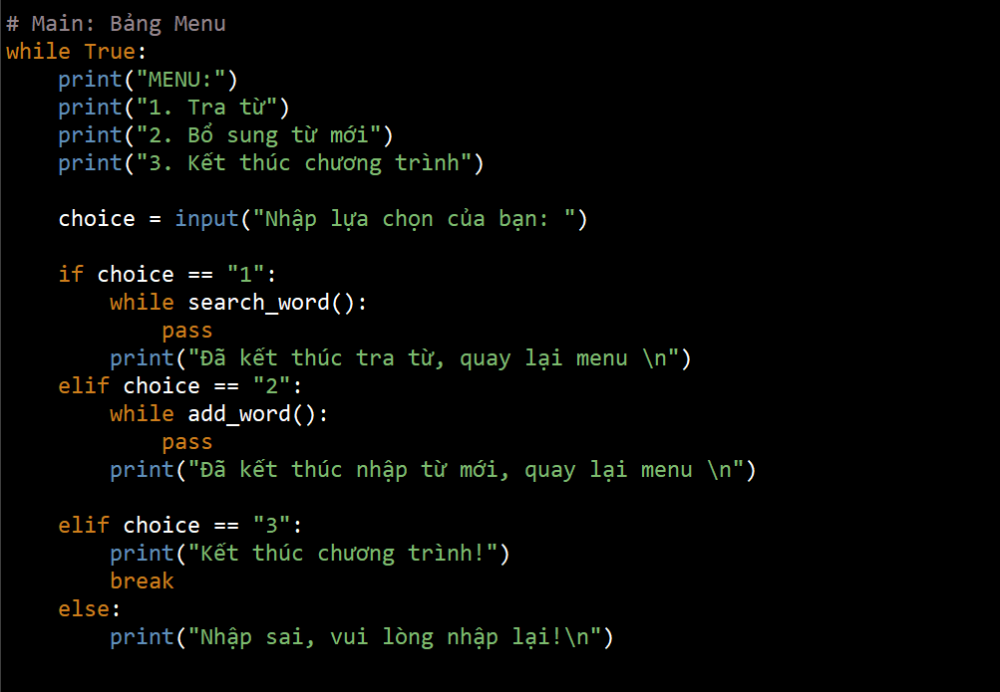 # Main: Bảng Menu
while True:
    print("MENU:")
    print("1. Tra từ")
    print("2. Bổ sung từ mới")
    print("3. Kết thúc chương trình")
    choice = input("Nhập lựa chọn của bạn: ")
    if choice == "1":
        while search_word():
            pass
        print("Đã kết thúc tra từ, quay lại menu \n")
    elif choice == "2":
        while add_word():
            pass
        print("Đã kết thúc nhập từ mới, quay lại menu \n")
    elif choice == "3":
        print("Kết thúc chương trình!")
        break
    else:
        print("Nhập sai, vui lòng nhập lại!\n")